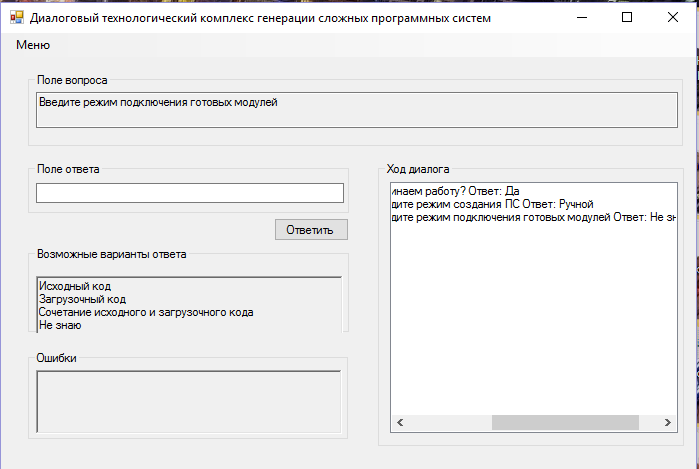 Диалоговый технологический комплекс генерации сложных программных систем
Меню
Поле вопроса
Введите режим подключения готовых модулей
Поле ответа
Ответить
Возможные варианты ответа
Исходный код
Загрузочный код
Сочетание исходного и загрузочного кода
Не знаю
Ошибки
Ход диалога
инаем работу? Ответ: Да
дите режим создания ПС Ответ: Ручной
дите режим подключения готовых модулей Ответ: Не зн